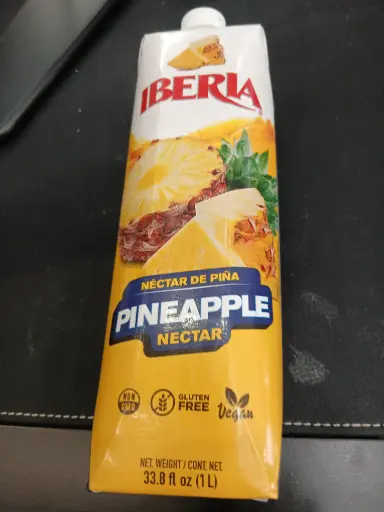 IBERIA
NÉCTAR DE PIÑA
PINEAPPLE
NECTAR
NON
GMO
GLUTEN
FREE
Vegan
NET. WEIGHT / CONT. NET.
33.8 fl oz (1 L)